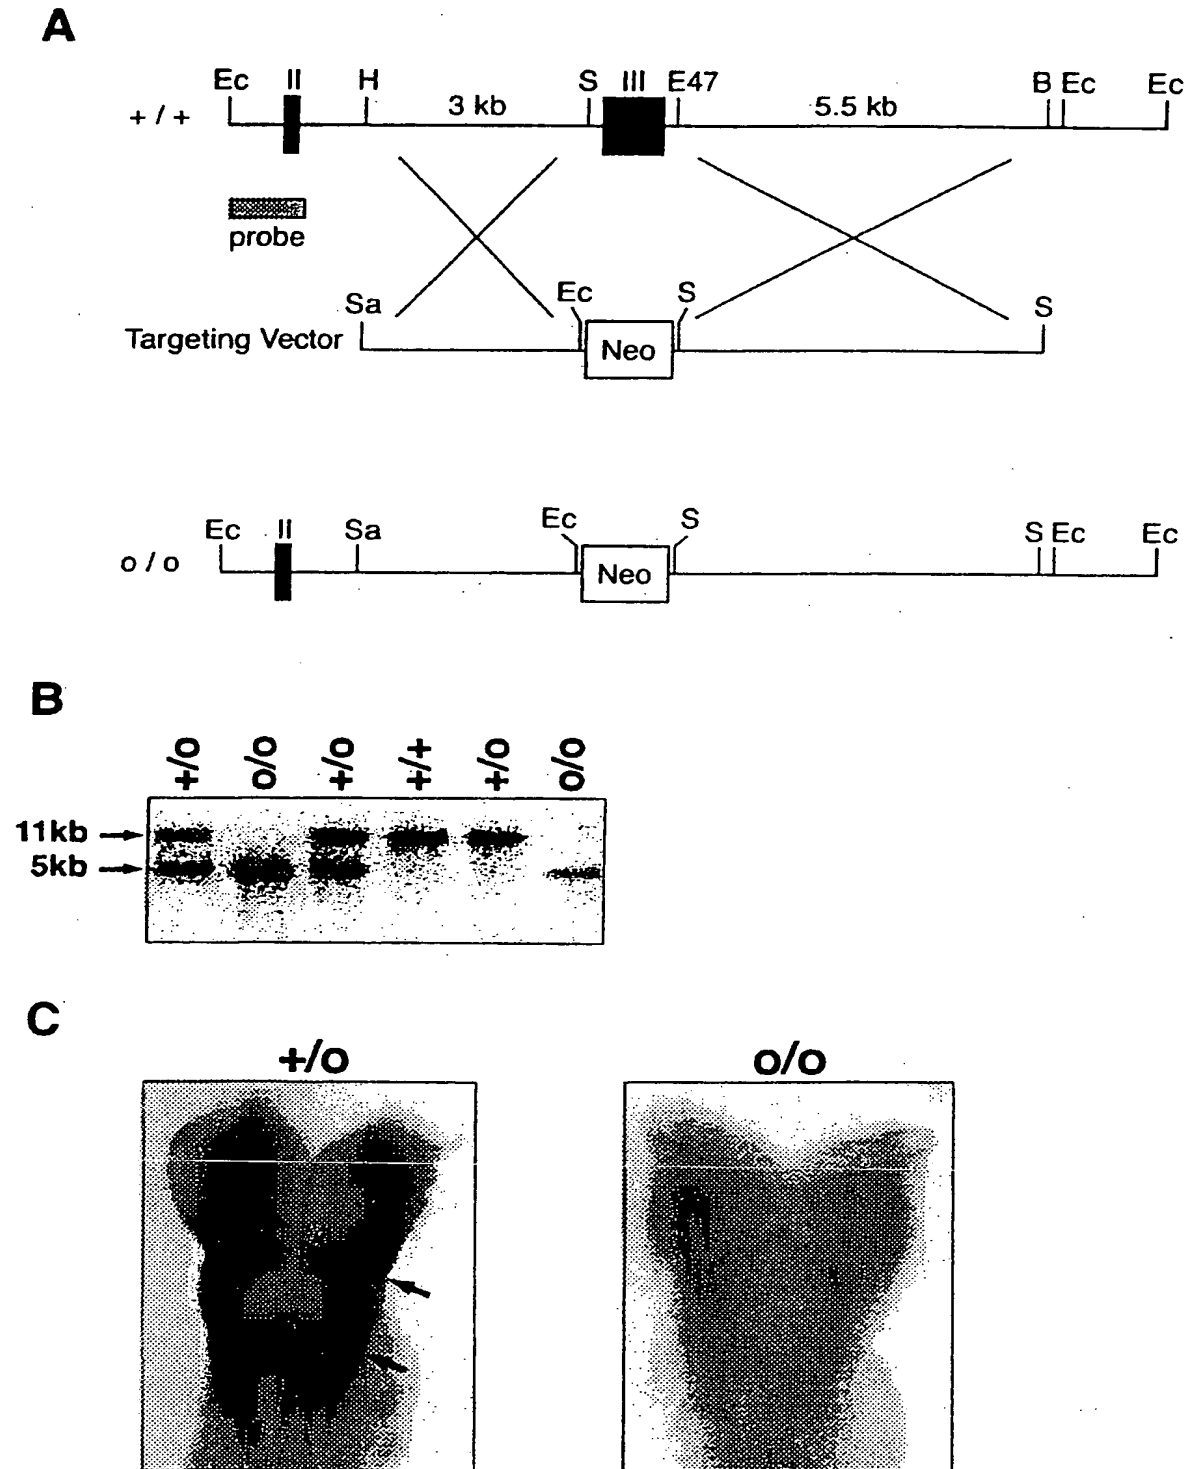 A
Ec II H S III E47 B Ec Ec
+ / + 3 kb 5.5 kb
probe
Sa Ec S S
Targeting Vector Neo
Ec II Sa Ec S S Ec Ec
o / o Neo
B
+/o o/o +/o +/+ +/o o/o
11kb
5kb
C
+/o o/o